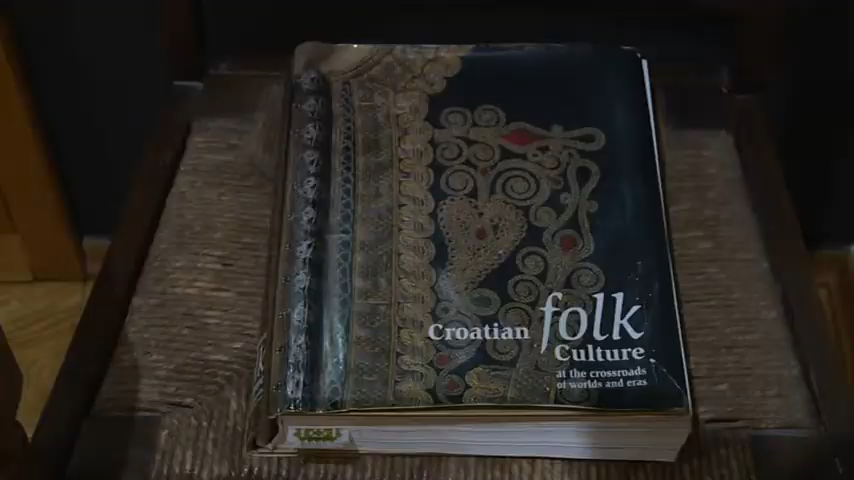 Croatian folk
Culture
at the crossroads
of worlds and eras